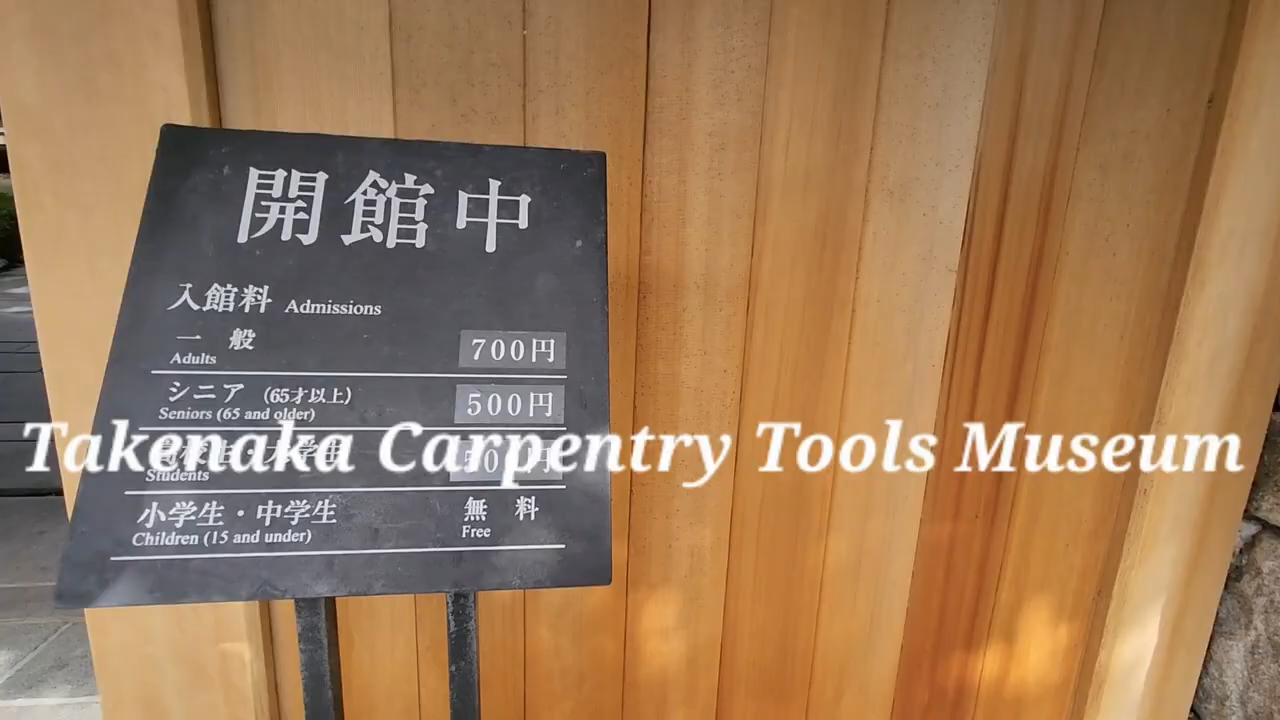 開館中
入館料 Admissions
一般 700円
Adults
シニア (65才以上) 500円
Seniors (65 and older)
Takenaka Carpentry Tools Museum
Students
小学生・中学生 無料
Children (15 and under) Free